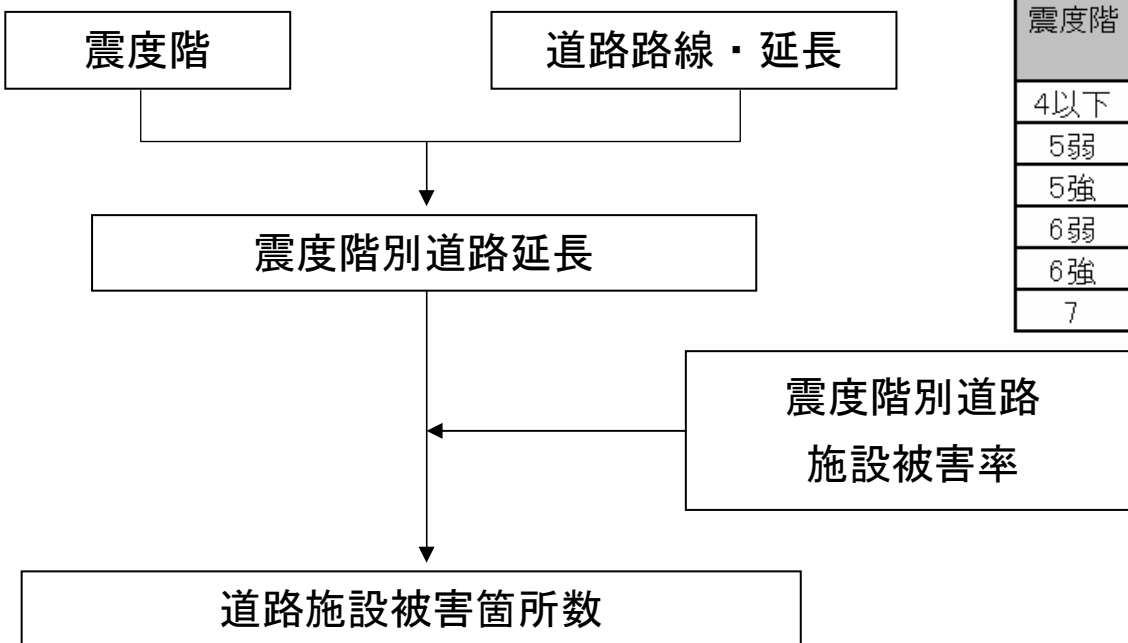 震度階
道路路線・延長
震度階別道路延長
震度階別道路
施設被害率
道路施設被害箇所数
震度階
4以下
5弱
5強
6弱
6強
7